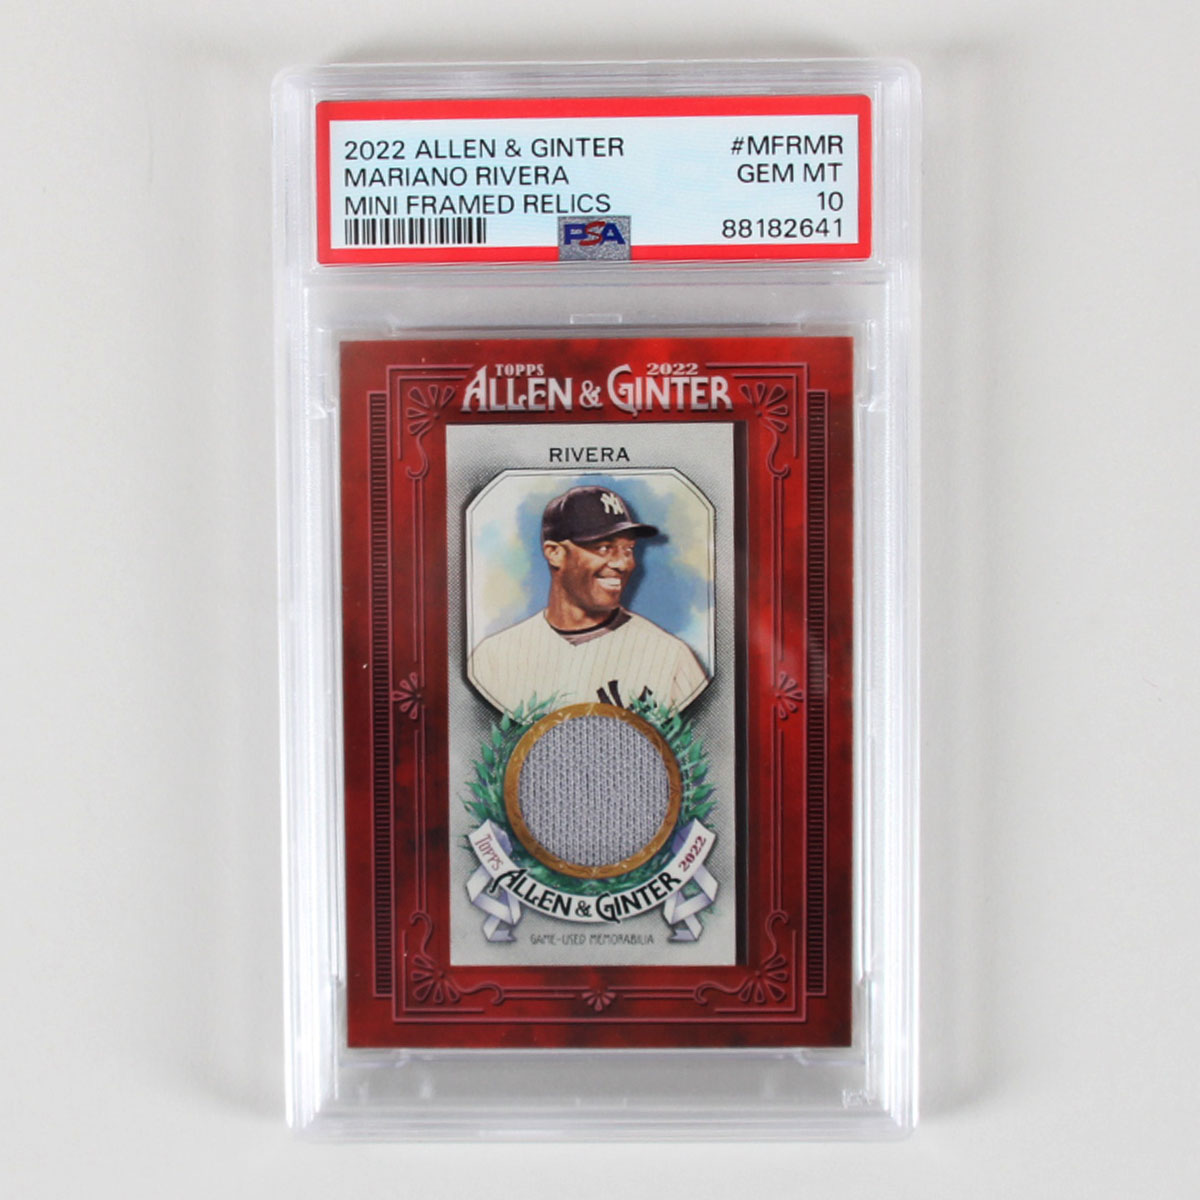 2022 ALLEN & GINTER #MFRMR
MARIANO RIVERA GEM MT
MINI FRAMED RELICS 10
PSA 88182641
TOPPS 2022
ALLEN & GINTER
RIVERA
NY
TOPPS ALLEN & GINTER 2022
GAME-USED MEMORABILIA